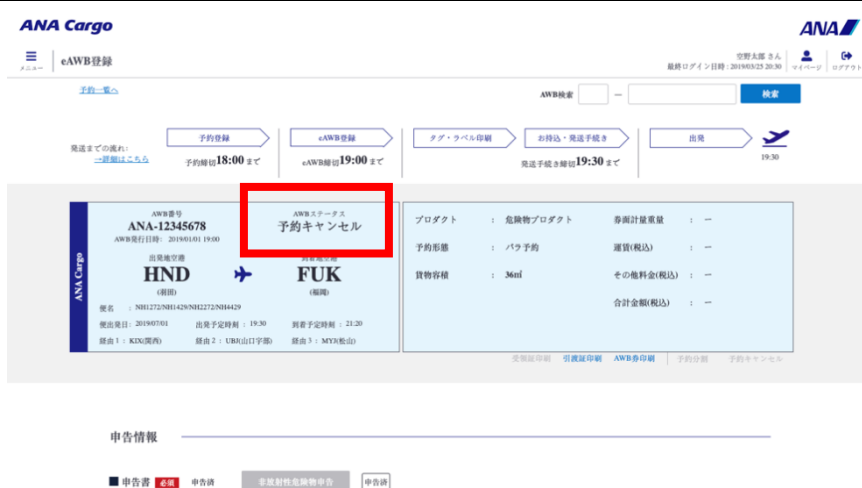 ANA Cargo
ANA
メニュー
eAWB登録
空野太郎 さん
最終ログイン日時 : 2019/03/25 20:30
マイページ
ログアウト
予約一覧へ
AWB検索
－
検索
発送までの流れ:
→詳細はこちら
予約登録
eAWB登録
タグ・ラベル印刷
お持込・発送手続き
出発
予約締切18:00 まで
eAWB締切19:00 まで
発送手続き締切19:30 まで
19:30
ANA Cargo
AWB番号
ANA-12345678
AWB発行日時: 2019/01/01 19:00
AWBステータス
予約キャンセル
出発地空港
HND
(羽田)
到着地空港
FUK
(福岡)
便名 : NH1272/NH1429/NH2272/NH4429
便出発日: 2019/07/01 出発予定時刻 : 19:30 到着予定時刻 : 21:20
経由 1 : KIX(関西) 経由 2 : UBJ(山口宇部) 経由 3 : MYJ(松山)
プロダクト : 危険物プロダクト
予約形態 : バラ予約
貨物容積 : 36㎥
券面計量重量 : ー
運賃(税込) : ー
その他料金(税込) : ー
合計金額(税込) : ー
受領証印刷 引渡証印刷 AWB券印刷 予約分割 予約キャンセル
申告情報
申告書 必須 申告済 非放射性危険物申告 申告済